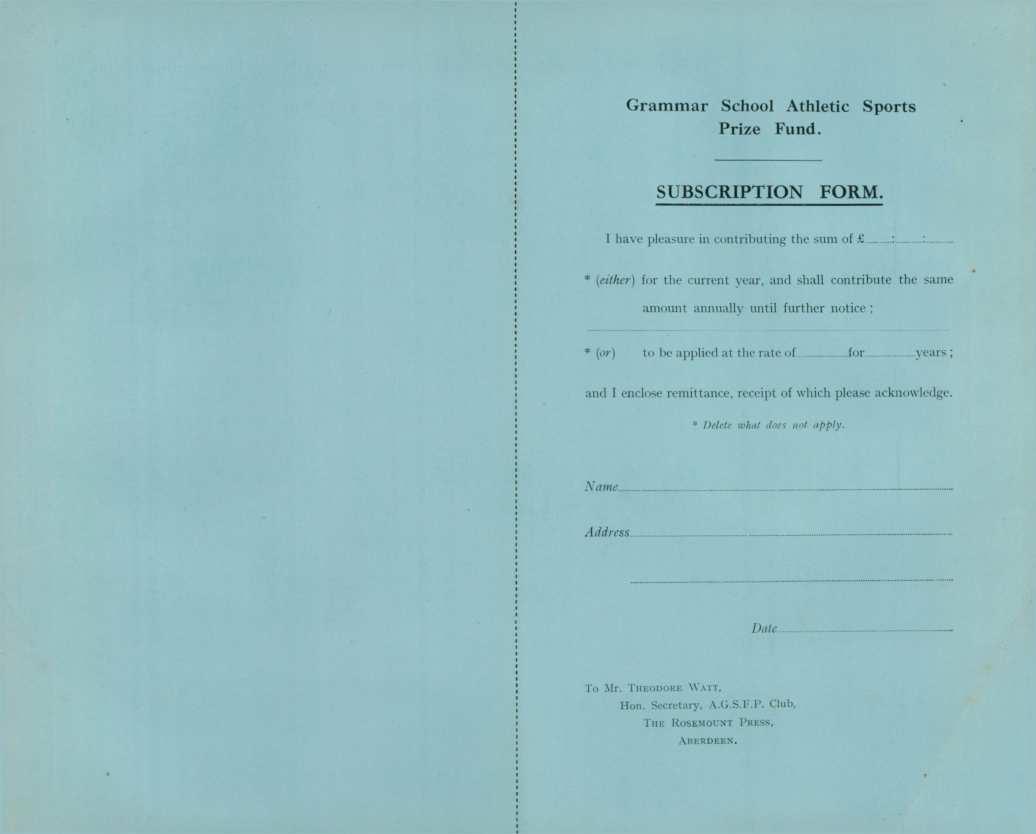 Grammar School Athletic Sports
Prize Fund.
SUBSCRIPTION FORM.
I have pleasure in contributing the sum of £ : :
* (either) for the current year, and shall contribute the same
amount annually until further notice ;
* (or) to be applied at the rate of for years ;
and I enclose remittance, receipt of which please acknowledge.
* Delete what does not apply.
Name
Address
Date
To Mr. THEODORE WATT,
Hon. Secretary, A.G.S.F.P. Club,
THE ROSEMOUNT PRESS,
ABERDEEN.